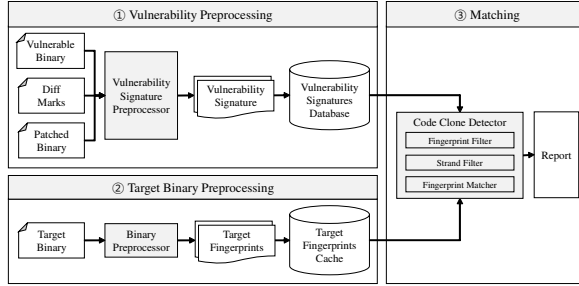 ① Vulnerability Preprocessing
Vulnerable
Binary
Diff
Marks
Patched
Binary
Vulnerability
Signature
Preprocessor
Vulnerability
Signature
Vulnerability
Signatures
Database
② Target Binary Preprocessing
Target
Binary
Binary
Preprocessor
Target
Fingerprints
Target
Fingerprints
Cache
③ Matching
Code Clone Detector
Fingerprint Filter
Strand Filter
Fingerprint Matcher
Report